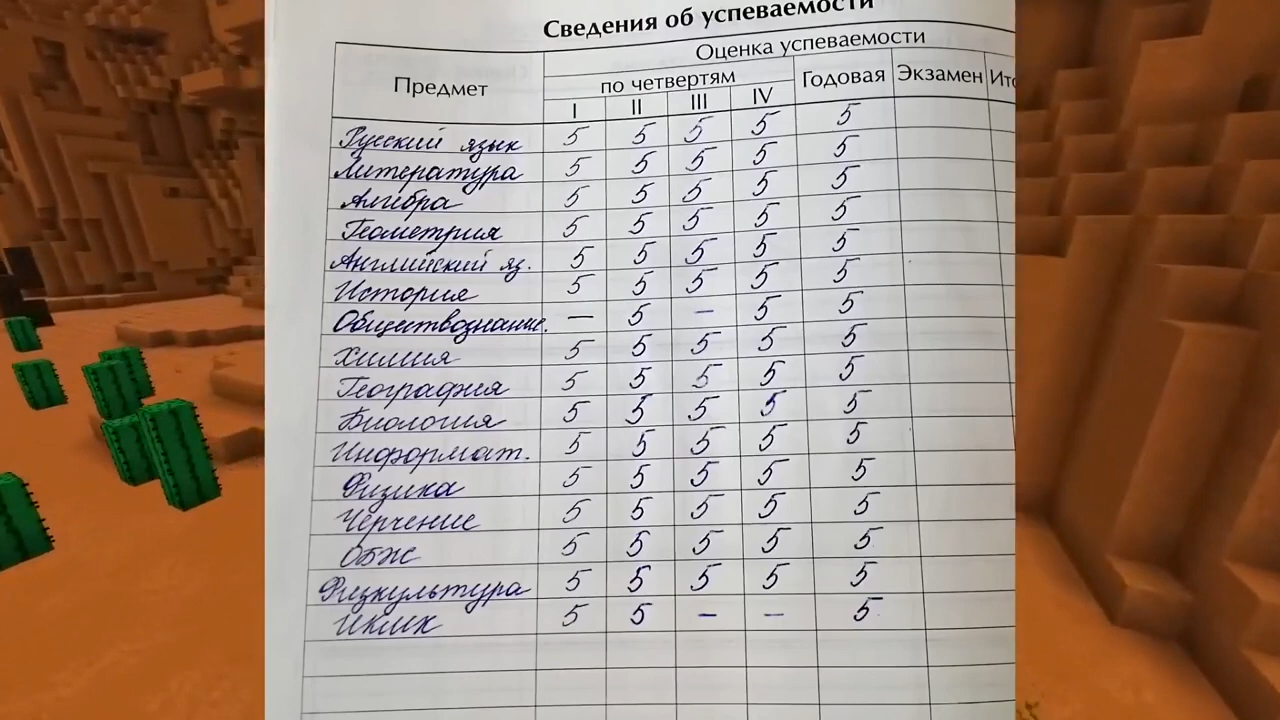 Сведения об успеваемости
Оценка успеваемости
Предмет по четвертям Годовая Экзамен Ито
I II III IV
Русский язык 5 5 5 5 5
Литература 5 5 5 5 5
Алгебра 5 5 5 5 5
Геометрия 5 5 5 5 5
Английский яз. 5 5 5 5 5
История 5 5 5 5 5
Обществознание. — 5 – 5 5
Химия 5 5 5 5 5
География 5 5 5 5 5
Биология 5 5 5 5 5
Информат. 5 5 5 5 5
Физика 5 5 5 5 5
Черчение 5 5 5 5 5
ОБЖ 5 5 5 5 5
Физкультура 5 5 5 5 5
ИКМК 5 5 – – 5